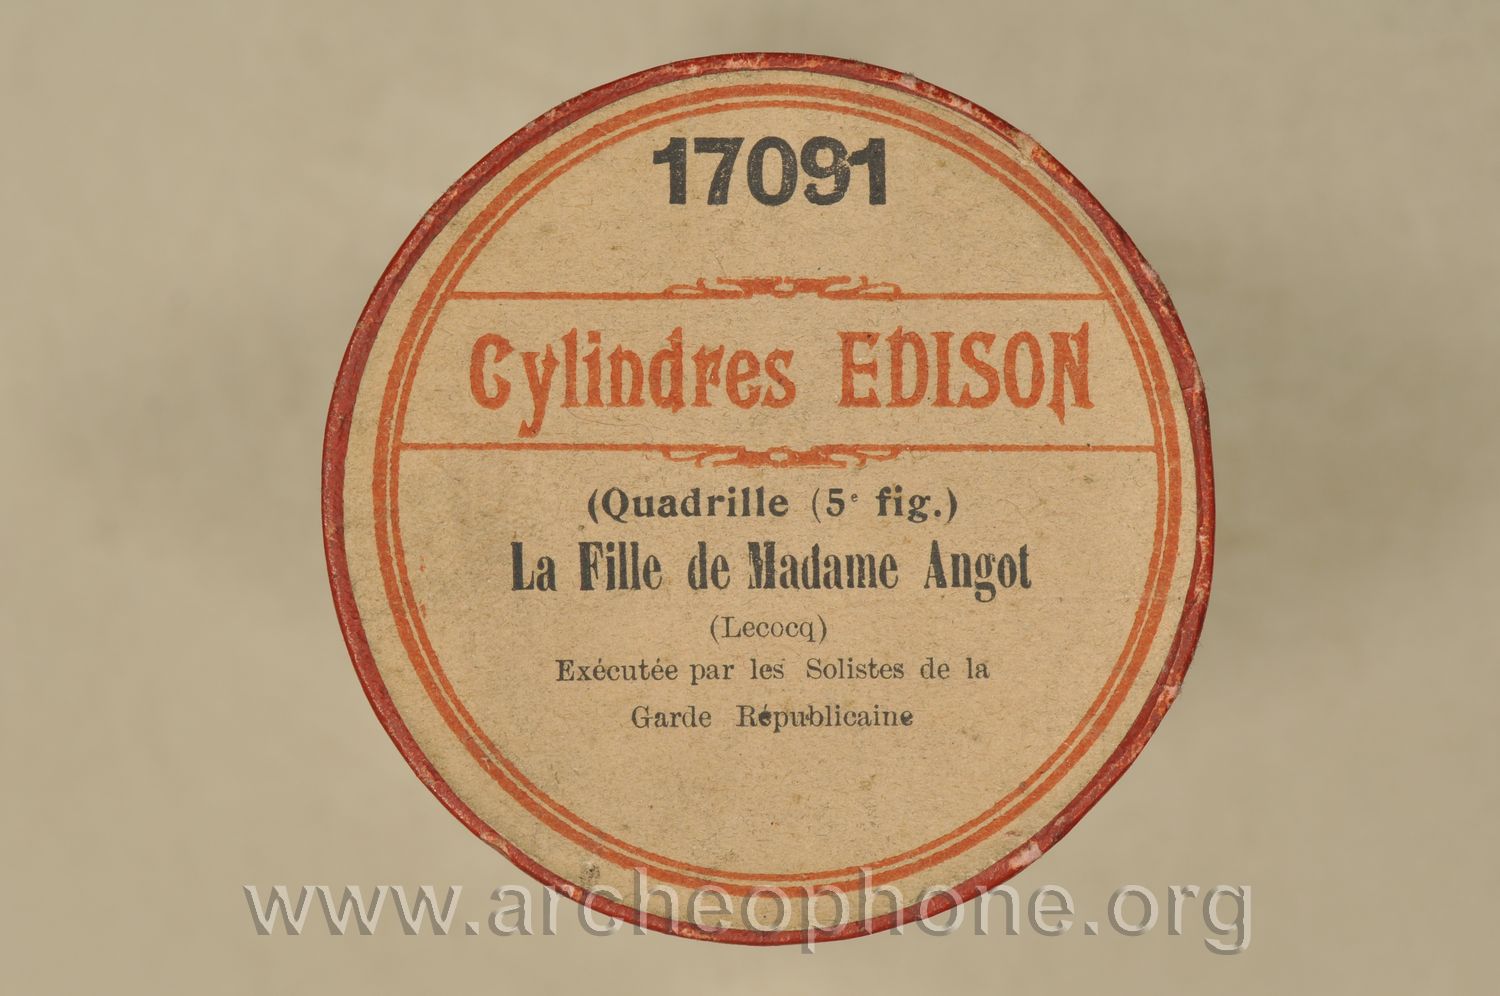 17091
Cylindres EDISON
(Quadrille (5e fig.)
La Fille de Madame Angot
(Lecocq)
Exécutée par les Solistes de la
Garde Républicaine
www.archeophone.org